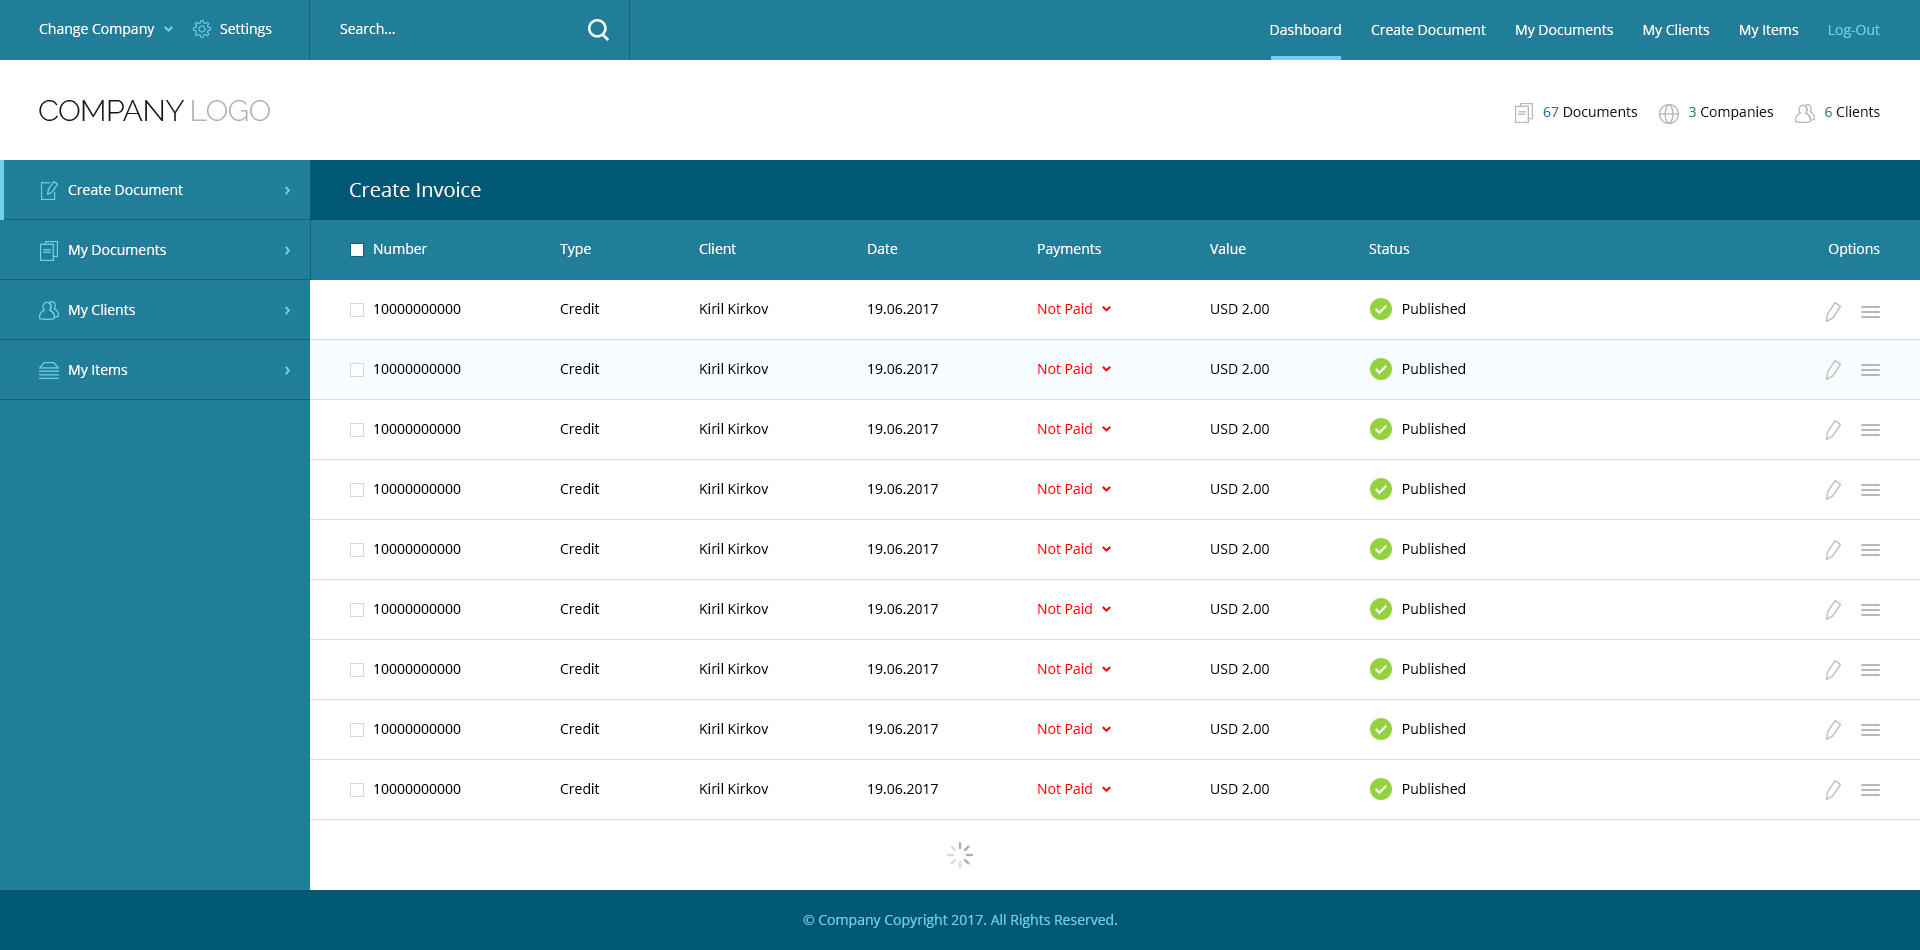 Change Company Settings Search... Dashboard Create Document My Documents My Clients My Items Log-Out
COMPANY LOGO 67 Documents 3 Companies 6 Clients
Create Document
My Documents
My Clients
My Items
Create Invoice
Number Type Client Date Payments Value Status Options
10000000000 Credit Kiril Kirkov 19.06.2017 Not Paid USD 2.00 Published
10000000000 Credit Kiril Kirkov 19.06.2017 Not Paid USD 2.00 Published
10000000000 Credit Kiril Kirkov 19.06.2017 Not Paid USD 2.00 Published
10000000000 Credit Kiril Kirkov 19.06.2017 Not Paid USD 2.00 Published
10000000000 Credit Kiril Kirkov 19.06.2017 Not Paid USD 2.00 Published
10000000000 Credit Kiril Kirkov 19.06.2017 Not Paid USD 2.00 Published
10000000000 Credit Kiril Kirkov 19.06.2017 Not Paid USD 2.00 Published
10000000000 Credit Kiril Kirkov 19.06.2017 Not Paid USD 2.00 Published
10000000000 Credit Kiril Kirkov 19.06.2017 Not Paid USD 2.00 Published
© Company Copyright 2017. All Rights Reserved.